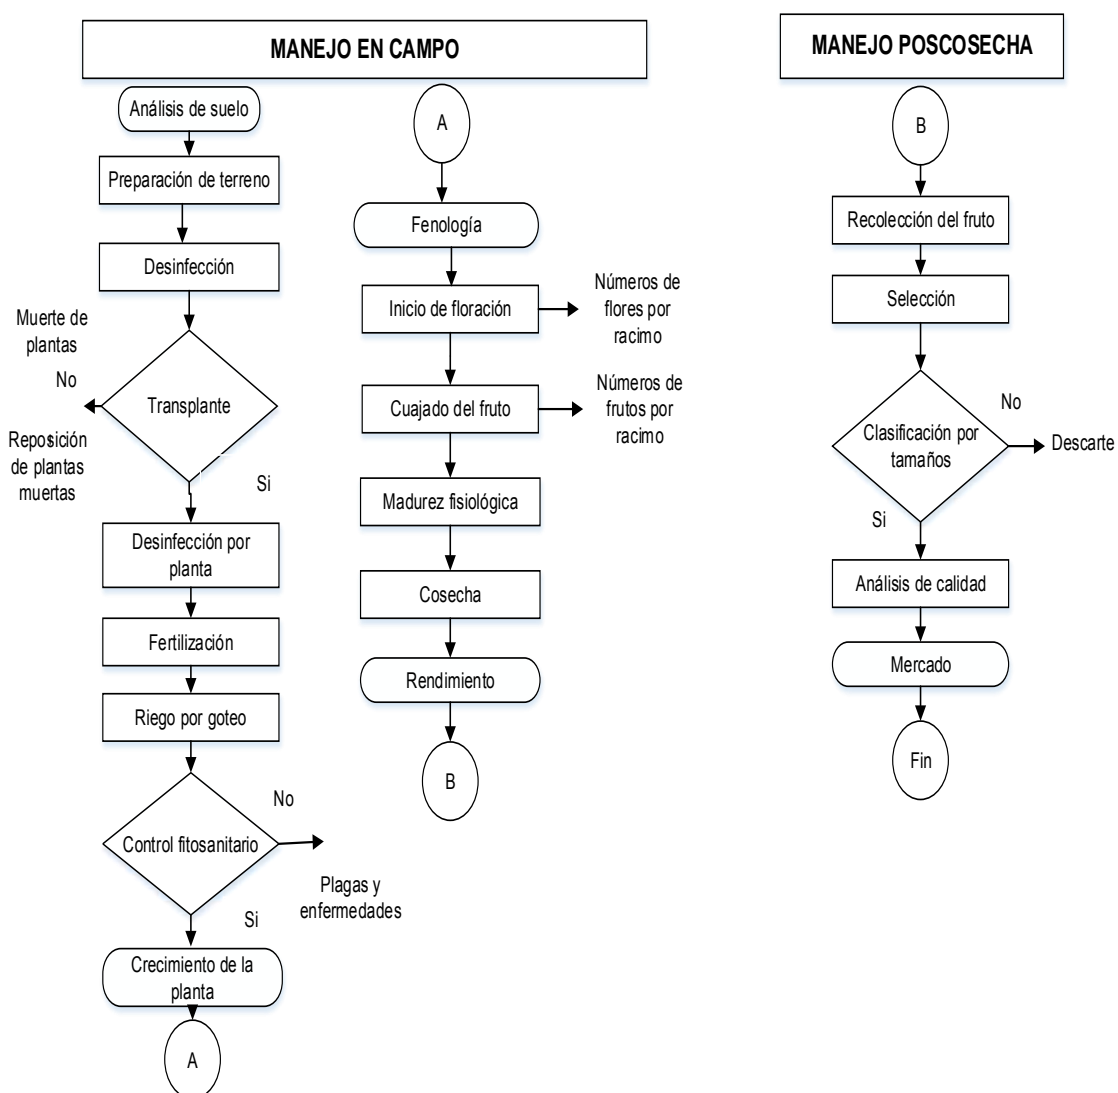 MANEJO EN CAMPO
Análisis de suelo
Preparación de terreno
Desinfección
Muerte de
plantas
No
Transplante
Reposición
de plantas
muertas
Si
Desinfección por
planta
Fertilización
Riego por goteo
No
Control fitosanitario
Plagas y
enfermedades
Si
Crecimiento de la
planta
A
A
Fenología
Inicio de floración
Números de
flores por
racimo
Cuajado del fruto
Números de
frutos por
racimo
Madurez fisiológica
Cosecha
Rendimiento
B
MANEJO POSCOSECHA
B
Recolección del fruto
Selección
No
Clasificación por
tamaños
Descarte
Si
Análisis de calidad
Mercado
Fin